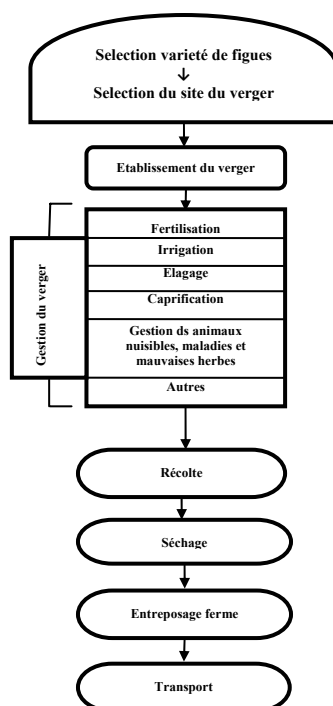 Selection varieté de figues
↓
Selection du site du verger
Etablissement du verger
Gestion du verger
Fertilisation
Irrigation
Elagage
Caprification
Gestion ds animaux
nuisibles, maladies et
mauvaises herbes
Autres
Récolte
Séchage
Entreposage ferme
Transport